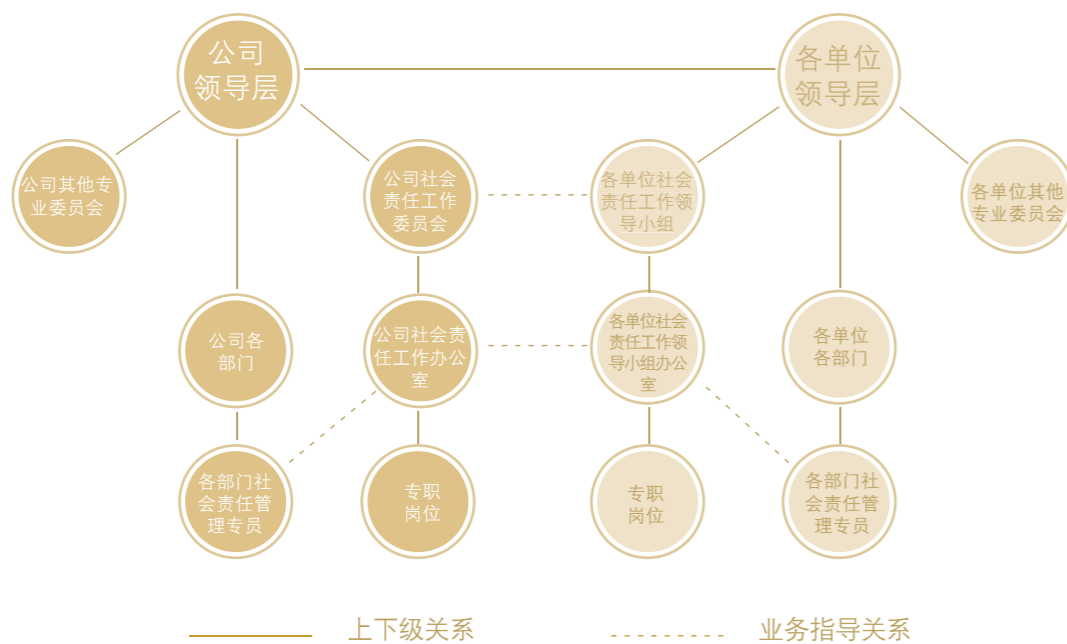 公司
领导层
各单位
领导层
公司其他专
业委员会
公司社会
责任工作
委员会
各单位社会
责任工作领
导小组
各单位其他
专业委员会
公司各
部门
公司社会责
任工作办公
室
各单位社会
责任工作领
导小组办公
室
各单位
各部门
各部门社
会责任管
理专员
专职
岗位
专职
岗位
各部门社
会责任管
理专员
上下级关系
业务指导关系